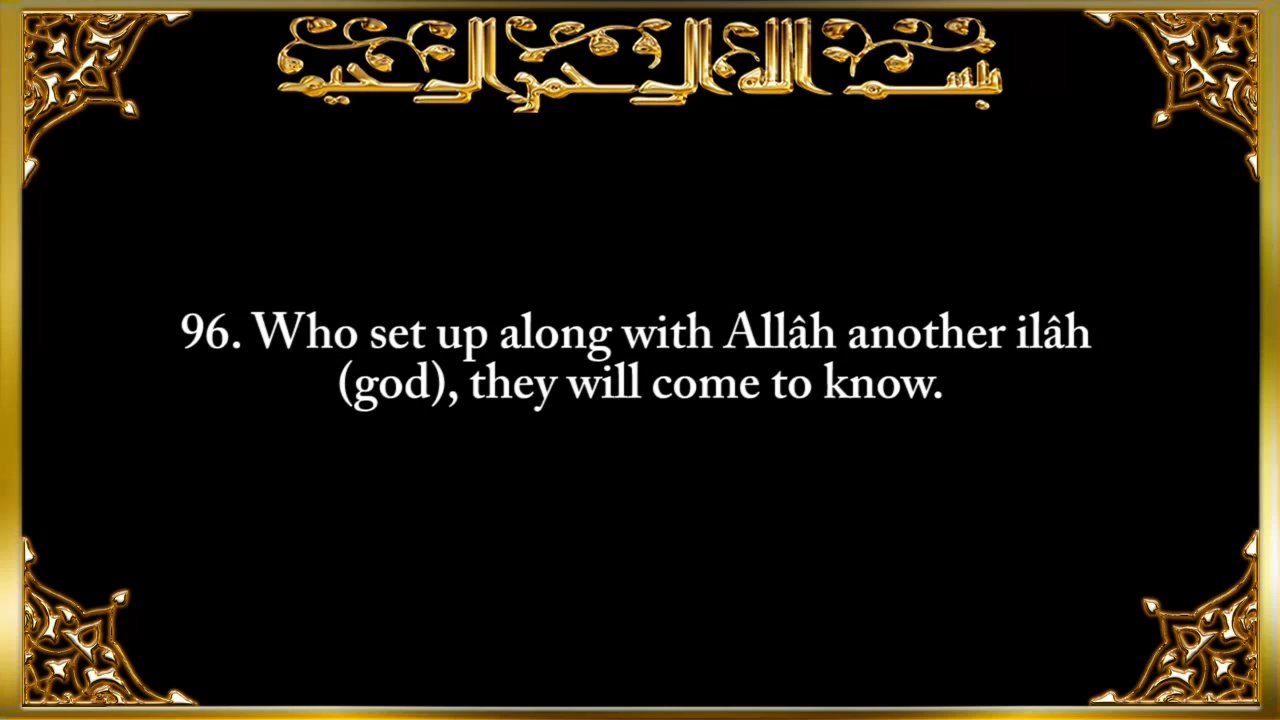 بسم الله الرحمن الرحيم
96. Who set up along with Allâh another ilâh
(god), they will come to know.